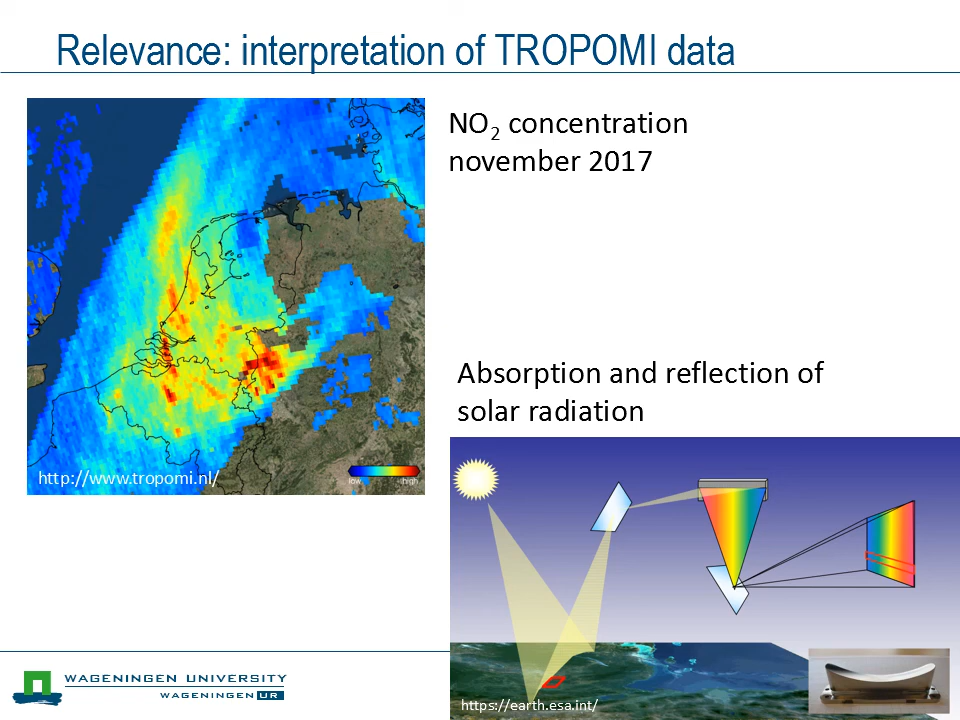 Relevance: interpretation of TROPOMI data
NO₂ concentration
november 2017
http://www.tropomi.nl/
low
high
Absorption and reflection of
solar radiation
https://earth.esa.int/
WAGENINGEN UNIVERSITY
WAGENINGEN UR